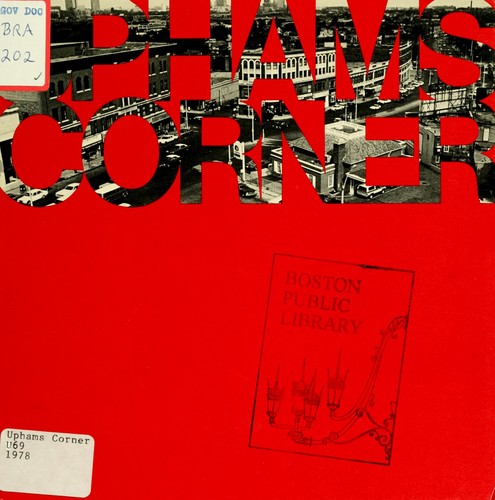 GOV DOC
BRA
202
UPHAMS
CORNER
BOSTON
PUBLIC
LIBRARY
Uphams Corner
U69
1978